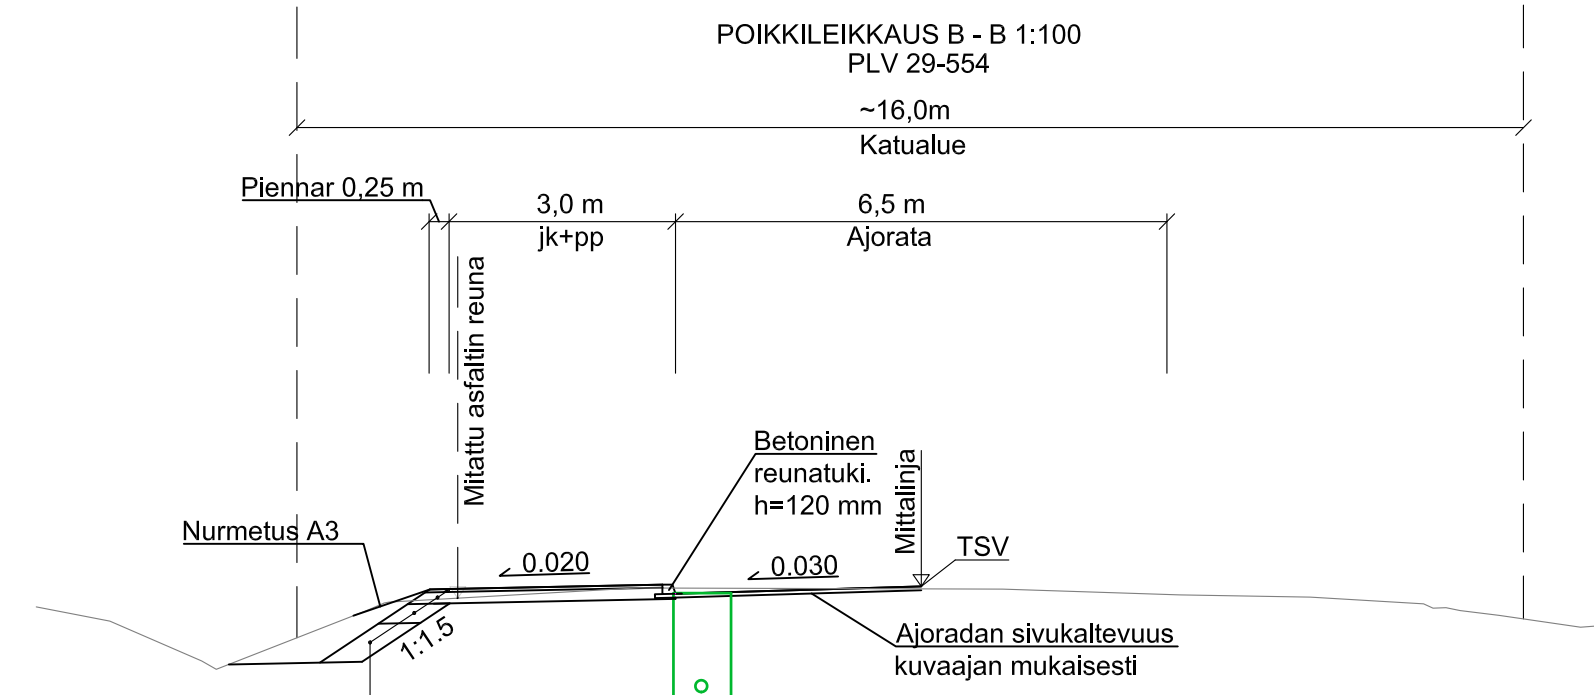 POIKKILEIKKAUS B - B 1:100
PLV 29-554
~16,0m
Katualue
Piennar 0,25 m
3,0 m
jk+pp
6,5 m
Ajorata
Mitattu asfaltin reuna
Betoninen
reunatuki.
h=120 mm
Mittalinja
Nurmetus A3
0.020
0.030
TSV
1:1.5
Ajoradan sivukaltevuus
kuvaajan mukaisesti